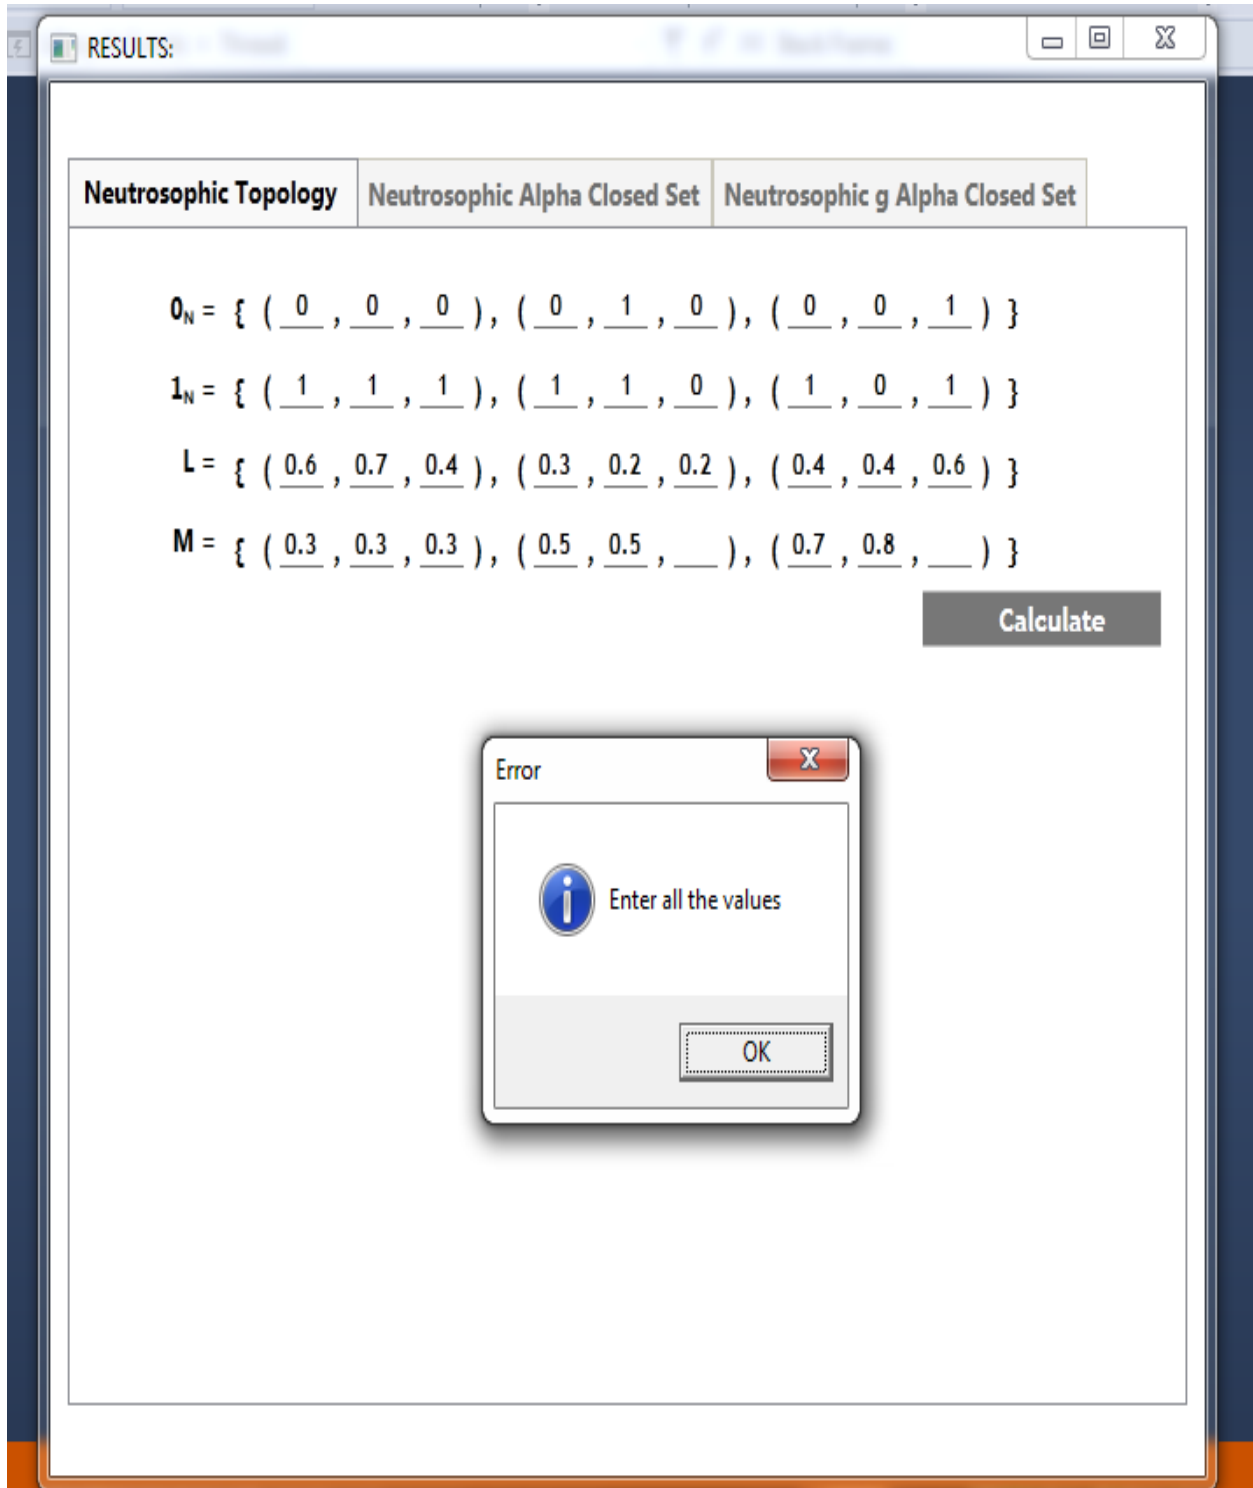 RESULTS:
Neutrosophic Topology Neutrosophic Alpha Closed Set Neutrosophic g Alpha Closed Set
0N = { ( 0 , 0 , 0 ), ( 0 , 1 , 0 ), ( 0 , 0 , 1 ) }
1N = { ( 1 , 1 , 1 ), ( 1 , 1 , 0 ), ( 1 , 0 , 1 ) }
L = { ( 0.6 , 0.7 , 0.4 ), ( 0.3 , 0.2 , 0.2 ), ( 0.4 , 0.4 , 0.6 ) }
M = { ( 0.3 , 0.3 , 0.3 ), ( 0.5 , 0.5 , __ ), ( 0.7 , 0.8 , __ ) }
Calculate
Error
Enter all the values
OK